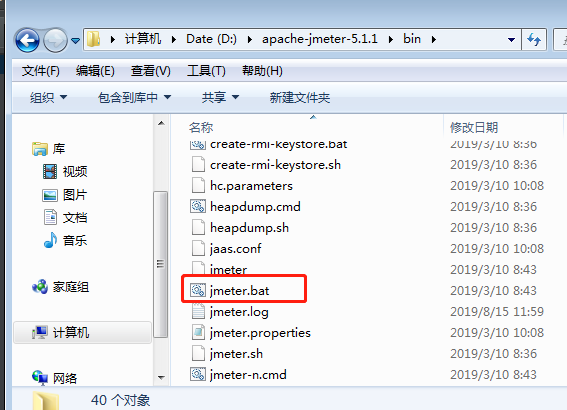 计算机 Date (D:) apache-jmeter-5.1.1 bin
文件(F) 编辑(E) 查看(V) 工具(T) 帮助(H)
组织 包含到库中 共享 新建文件夹
库
视频
图片
文档
音乐
家庭组
计算机
网络
名称 修改日期
create-rmi-keystore.bat 2019/3/10 8:36
create-rmi-keystore.sh 2019/3/10 8:36
hc.parameters 2019/3/10 10:08
heapdump.cmd 2019/3/10 8:36
heapdump.sh 2019/3/10 8:36
jaas.conf 2019/3/10 10:08
jmeter 2019/3/10 8:43
jmeter.bat 2019/3/10 8:43
jmeter.log 2019/8/15 11:59
jmeter.properties 2019/3/10 10:08
jmeter.sh 2019/3/10 8:36
jmeter-n.cmd 2019/3/10 8:43
40 个对象